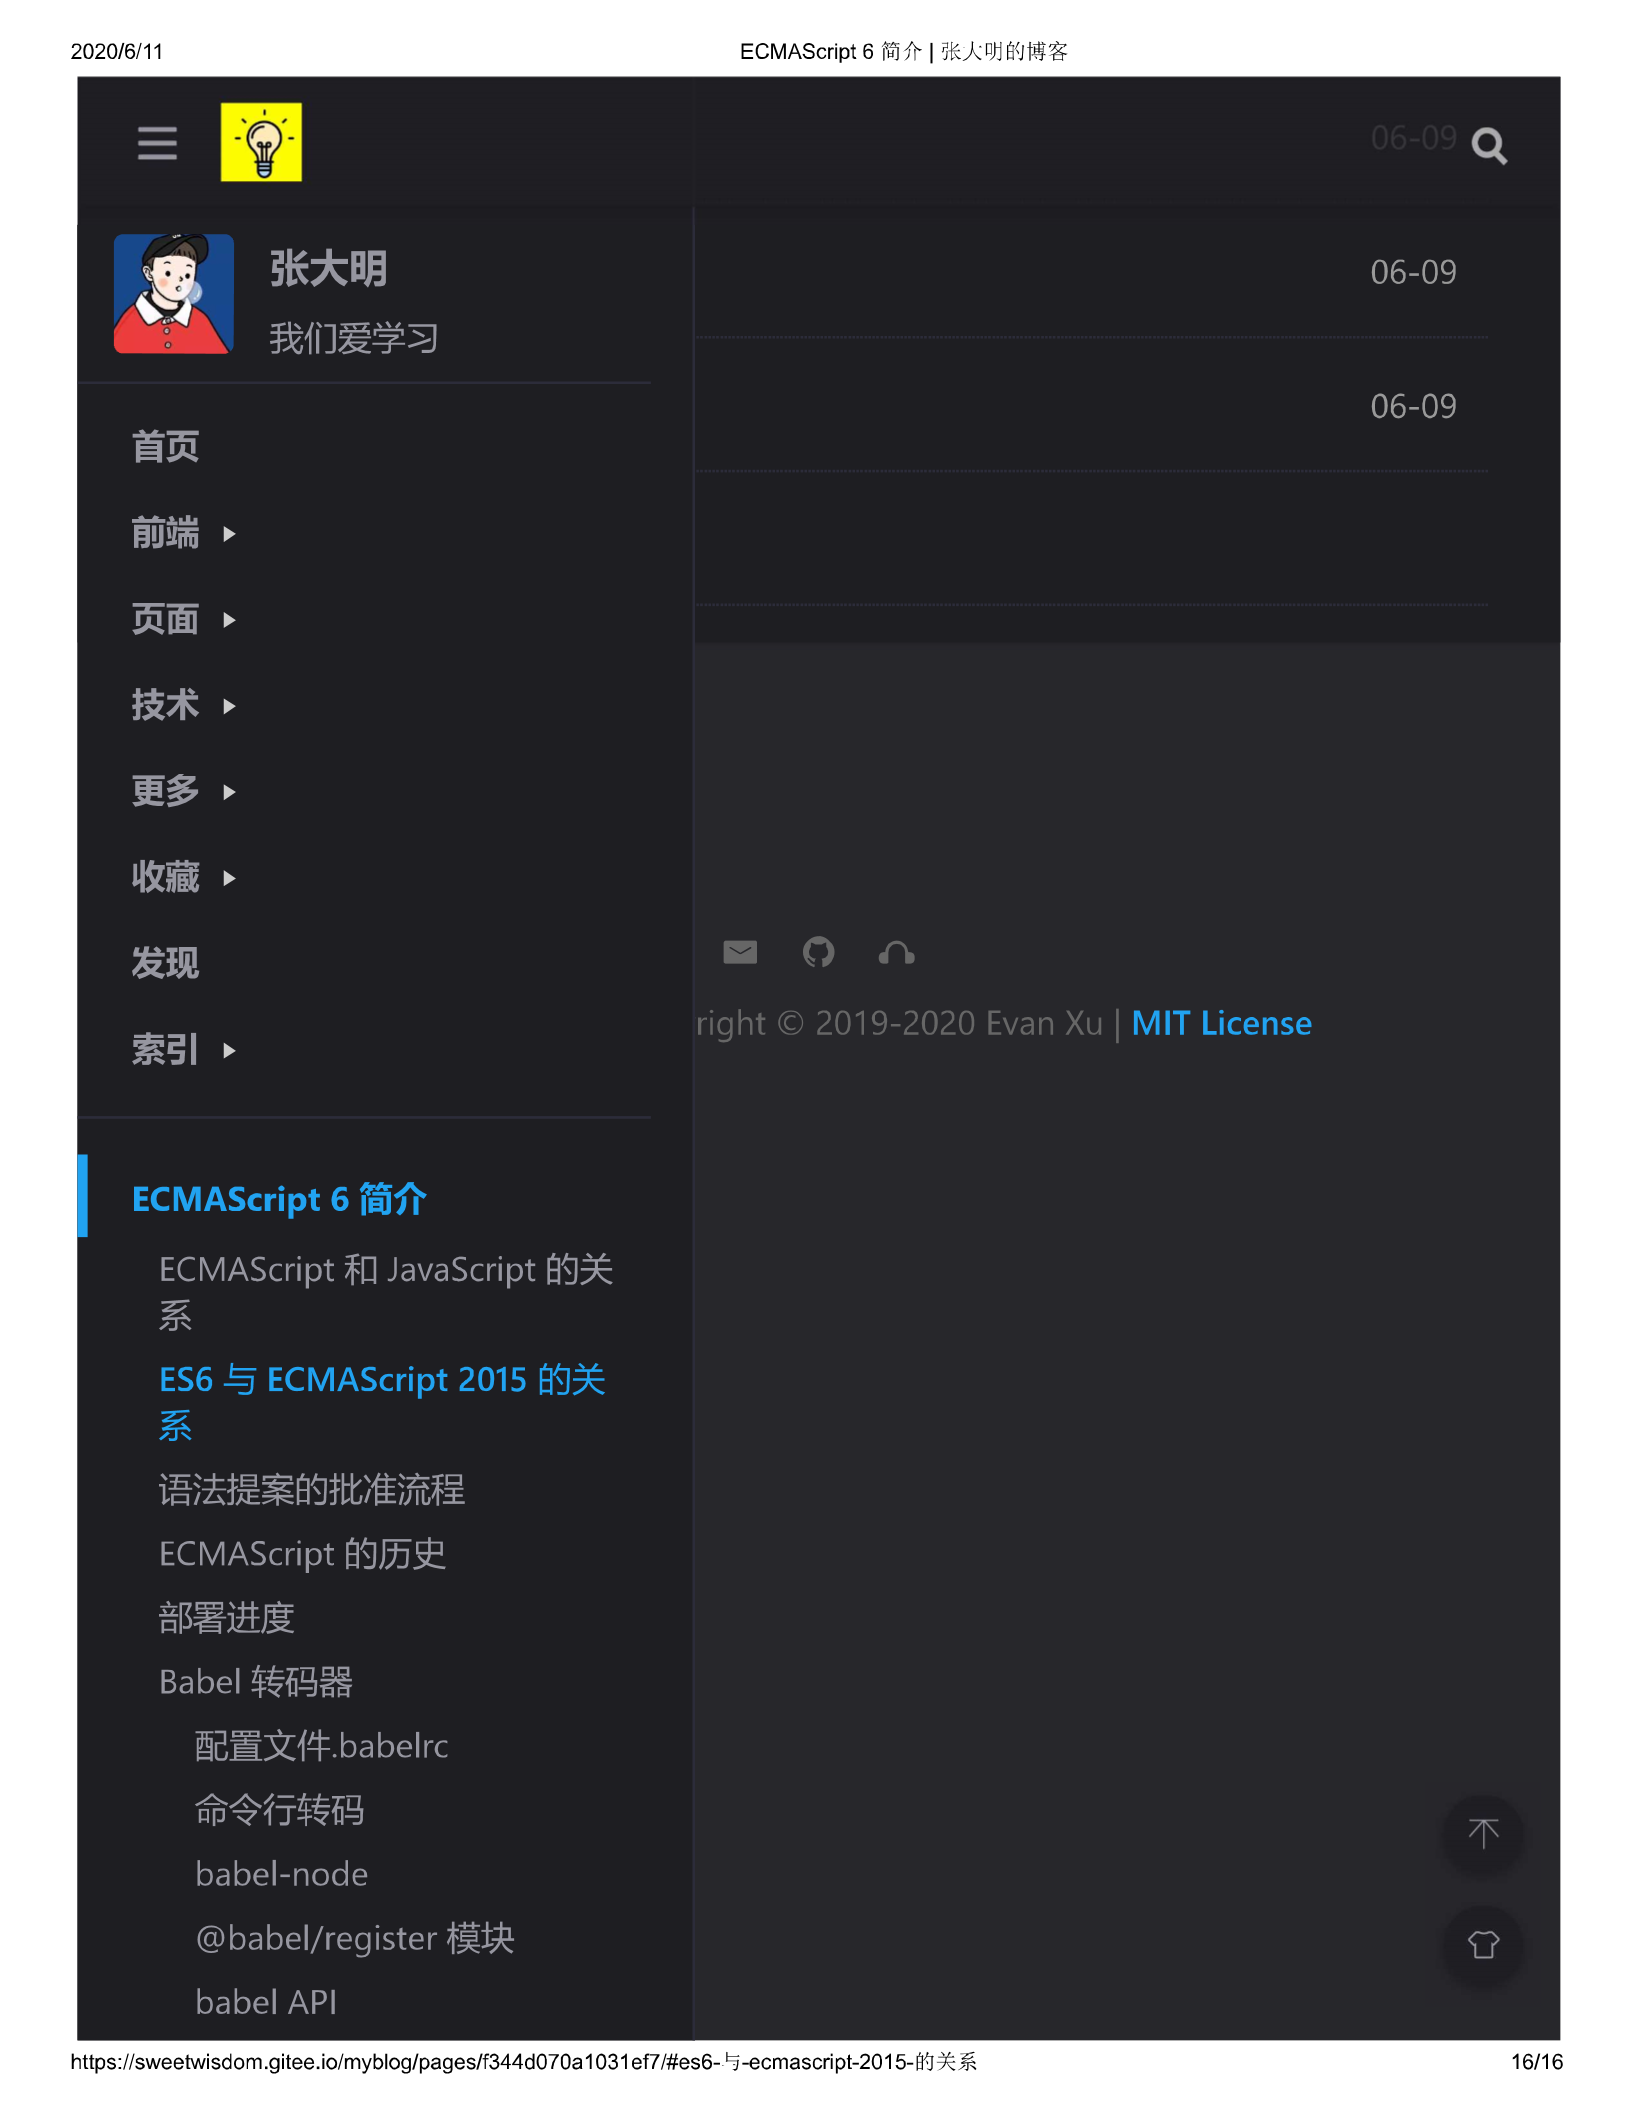 2020/6/11
ECMAScript 6 简介 | 张大明的博客
06-09
张大明
我们爱学习
06-09
06-09
首页
前端
页面
技术
更多
收藏
发现
索引
right © 2019-2020 Evan Xu | MIT License
ECMAScript 6 简介
ECMAScript 和 JavaScript 的关
系
ES6 与 ECMAScript 2015 的关
系
语法提案的批准流程
ECMAScript 的历史
部署进度
Babel 转码器
配置文件.babelrc
命令行转码
babel-node
@babel/register 模块
babel API
https://sweetwisdom.gitee.io/myblog/pages/f344d070a1031ef7/#es6-与-ecmascript-2015-的关系
16/16